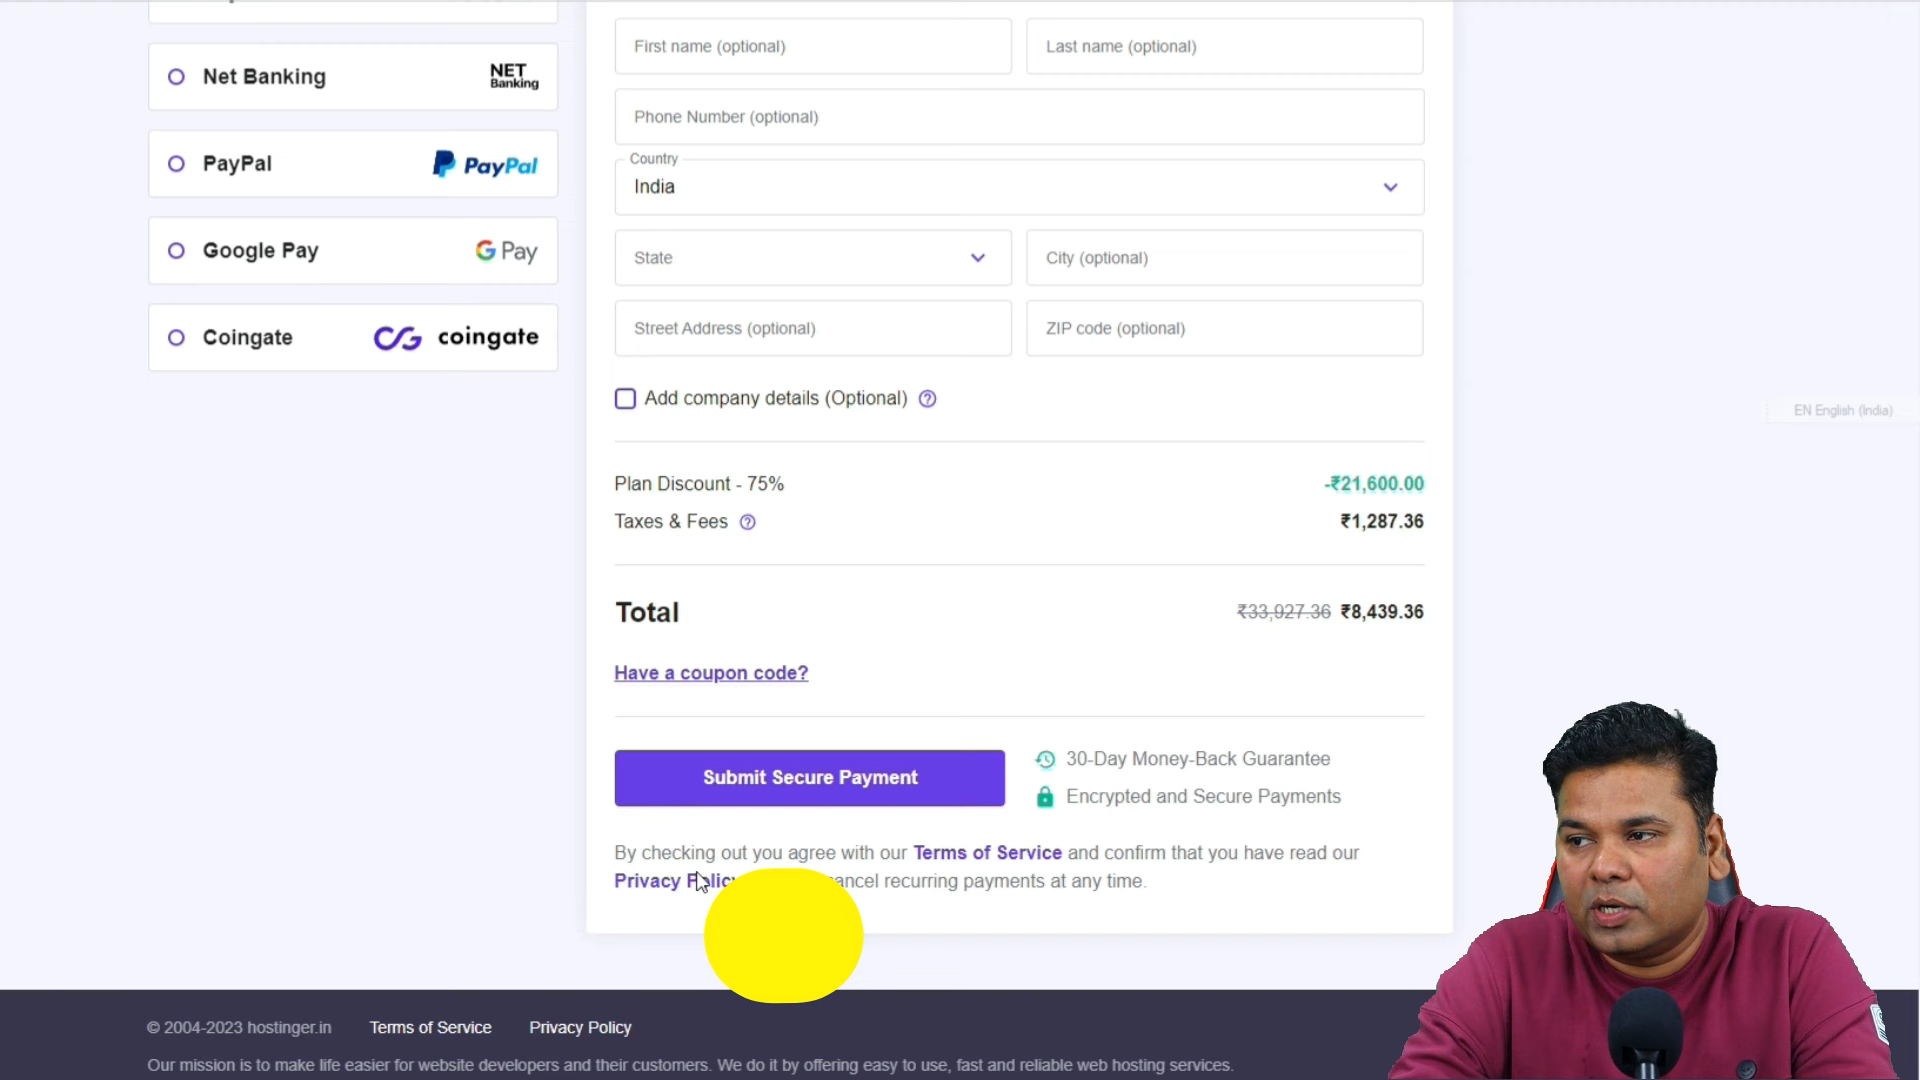 Net Banking
NET
Banking
PayPal
PayPal
Google Pay
G Pay
Coingate
coingate
First name (optional)
Last name (optional)
Phone Number (optional)
Country
India
State
City (optional)
Street Address (optional)
ZIP code (optional)
Add company details (Optional)
EN English (India)
Plan Discount - 75%
-₹21,600.00
Taxes & Fees
₹1,287.36
Total
₹33,927.36 ₹8,439.36
Have a coupon code?
Submit Secure Payment
30-Day Money-Back Guarantee
Encrypted and Secure Payments
By checking out you agree with our Terms of Service and confirm that you have read our
Privacy recurring payments at any time.
© 2004-2023 hostinger.in
Terms of Service
Privacy Policy
Our mission is to make life easier for website developers and their customers. We do it by offering easy to use, fast and reliable web hosting services.